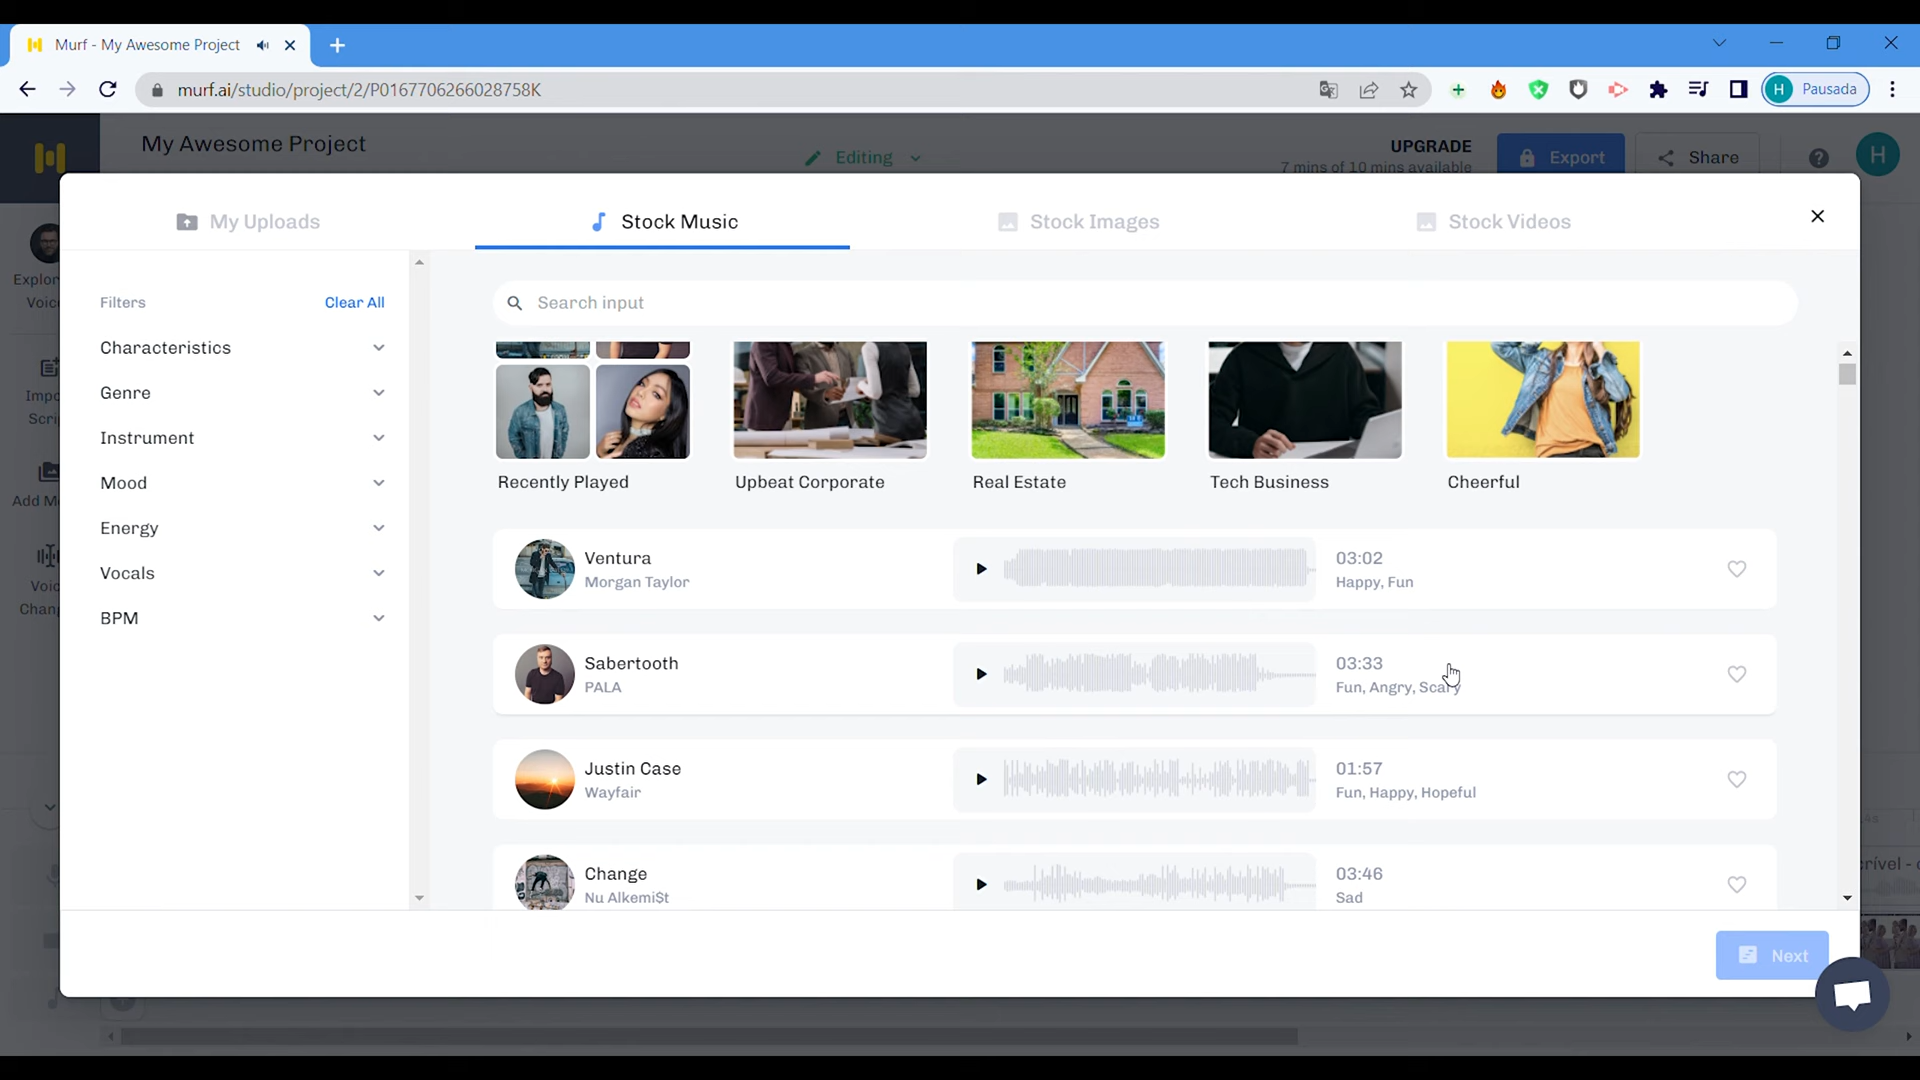 Murf - My Awesome Project
murf.ai/studio/project/2/P0167706266028758K
H Pausada
My Awesome Project
Editing
UPGRADE
7 mins of 10 mins available
Export
Share
H
My Uploads
Stock Music
Stock Images
Stock Videos
Filters
Clear All
Characteristics
Genre
Instrument
Mood
Energy
Vocals
BPM
Search input
Recently Played
Upbeat Corporate
Real Estate
Tech Business
Cheerful
Ventura
Morgan Taylor
03:02
Happy, Fun
Sabertooth
PALA
03:33
Fun, Angry, Scary
Justin Case
Wayfair
01:57
Fun, Happy, Hopeful
Change
Nu Alkemi$t
03:46
Sad
Next